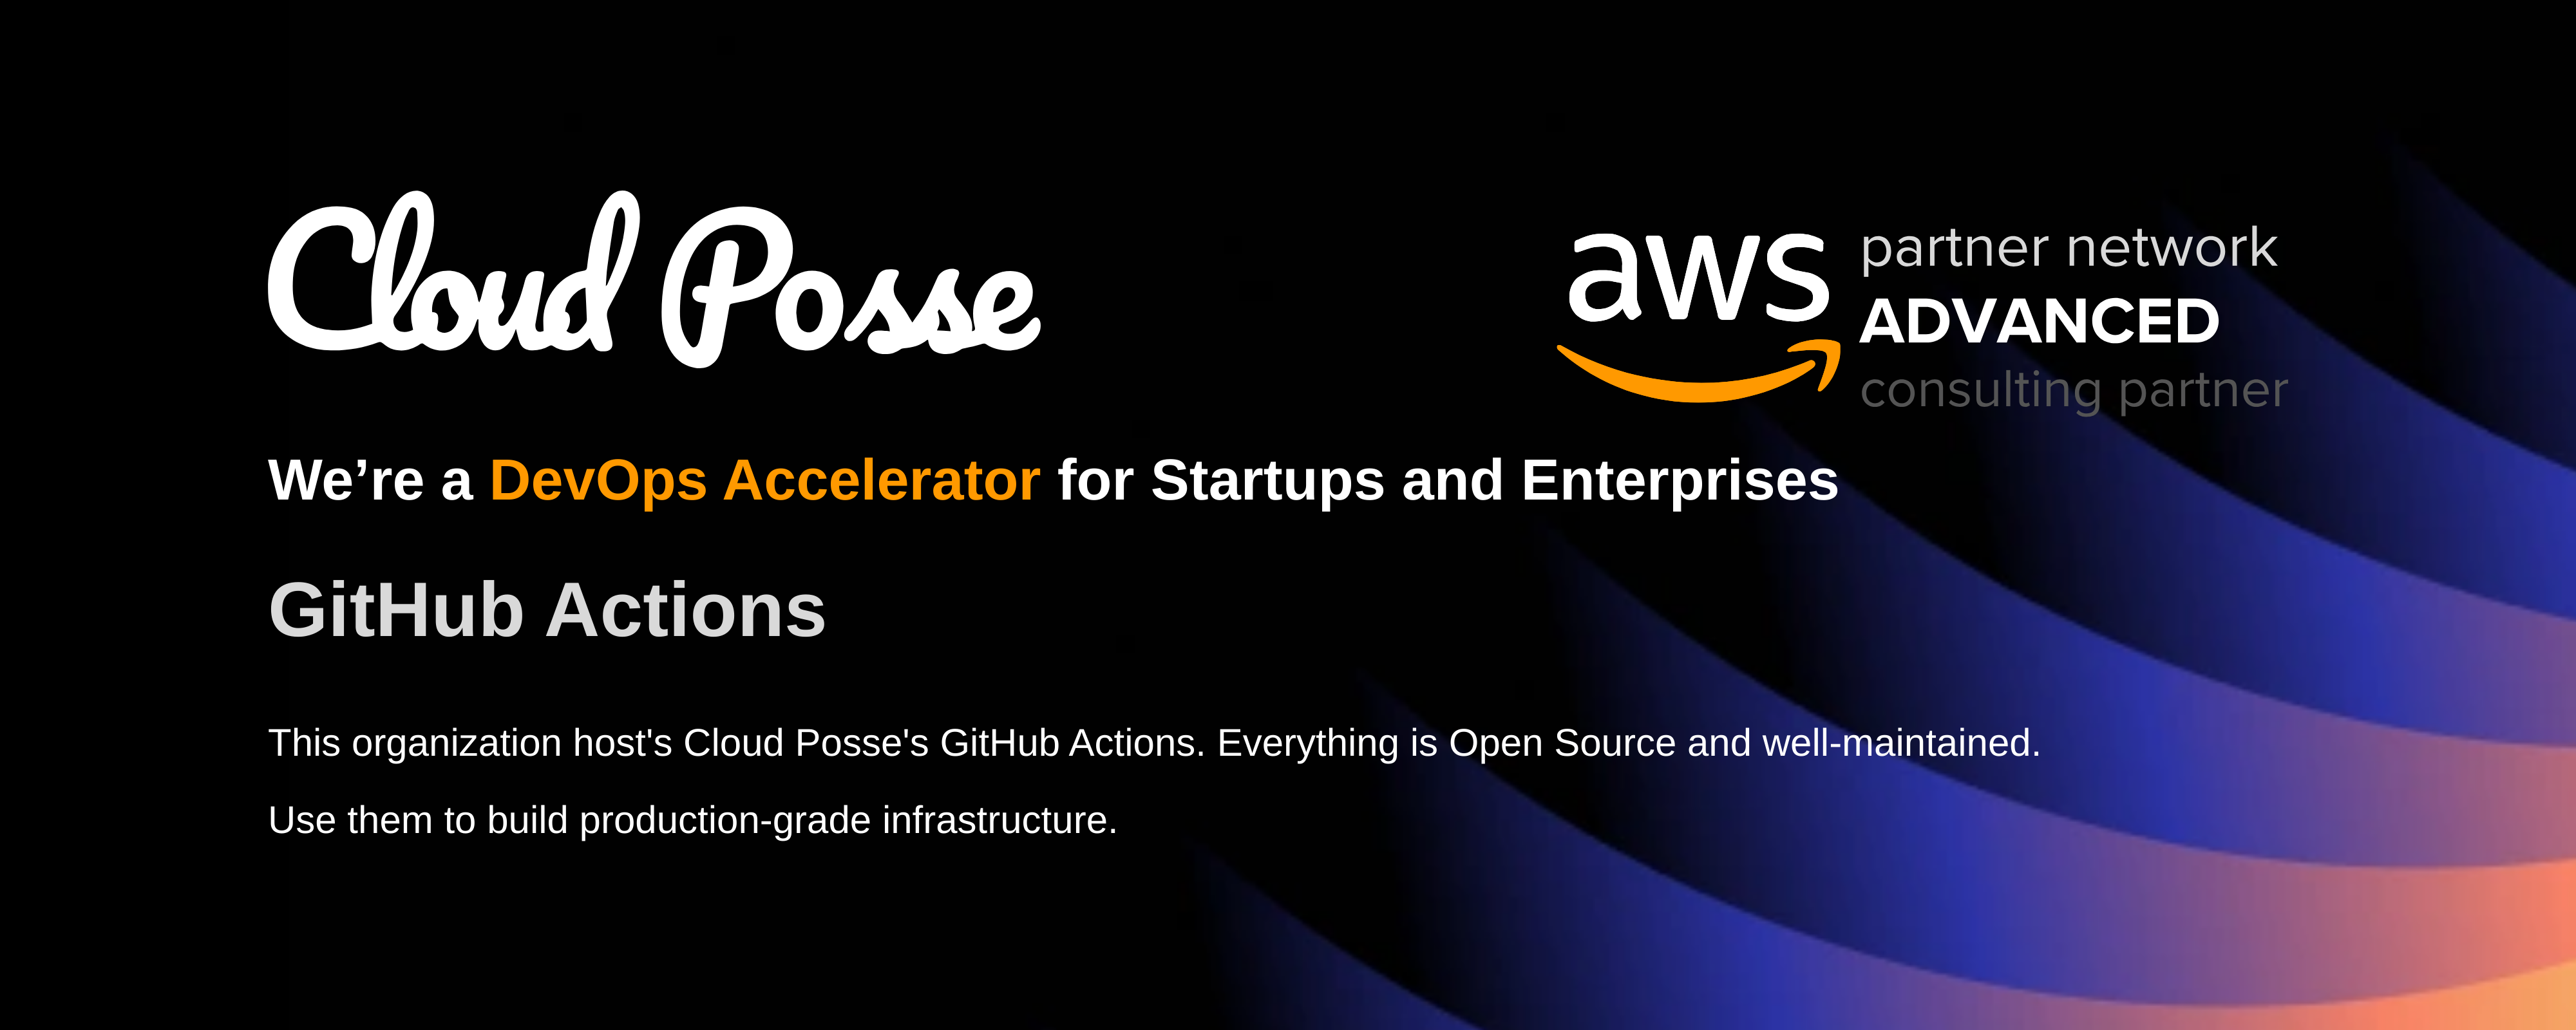 Cloud Posse
aws partner network
ADVANCED
consulting partner
We’re a DevOps Accelerator for Startups and Enterprises
GitHub Actions
This organization host's Cloud Posse's GitHub Actions. Everything is Open Source and well-maintained.
Use them to build production-grade infrastructure.